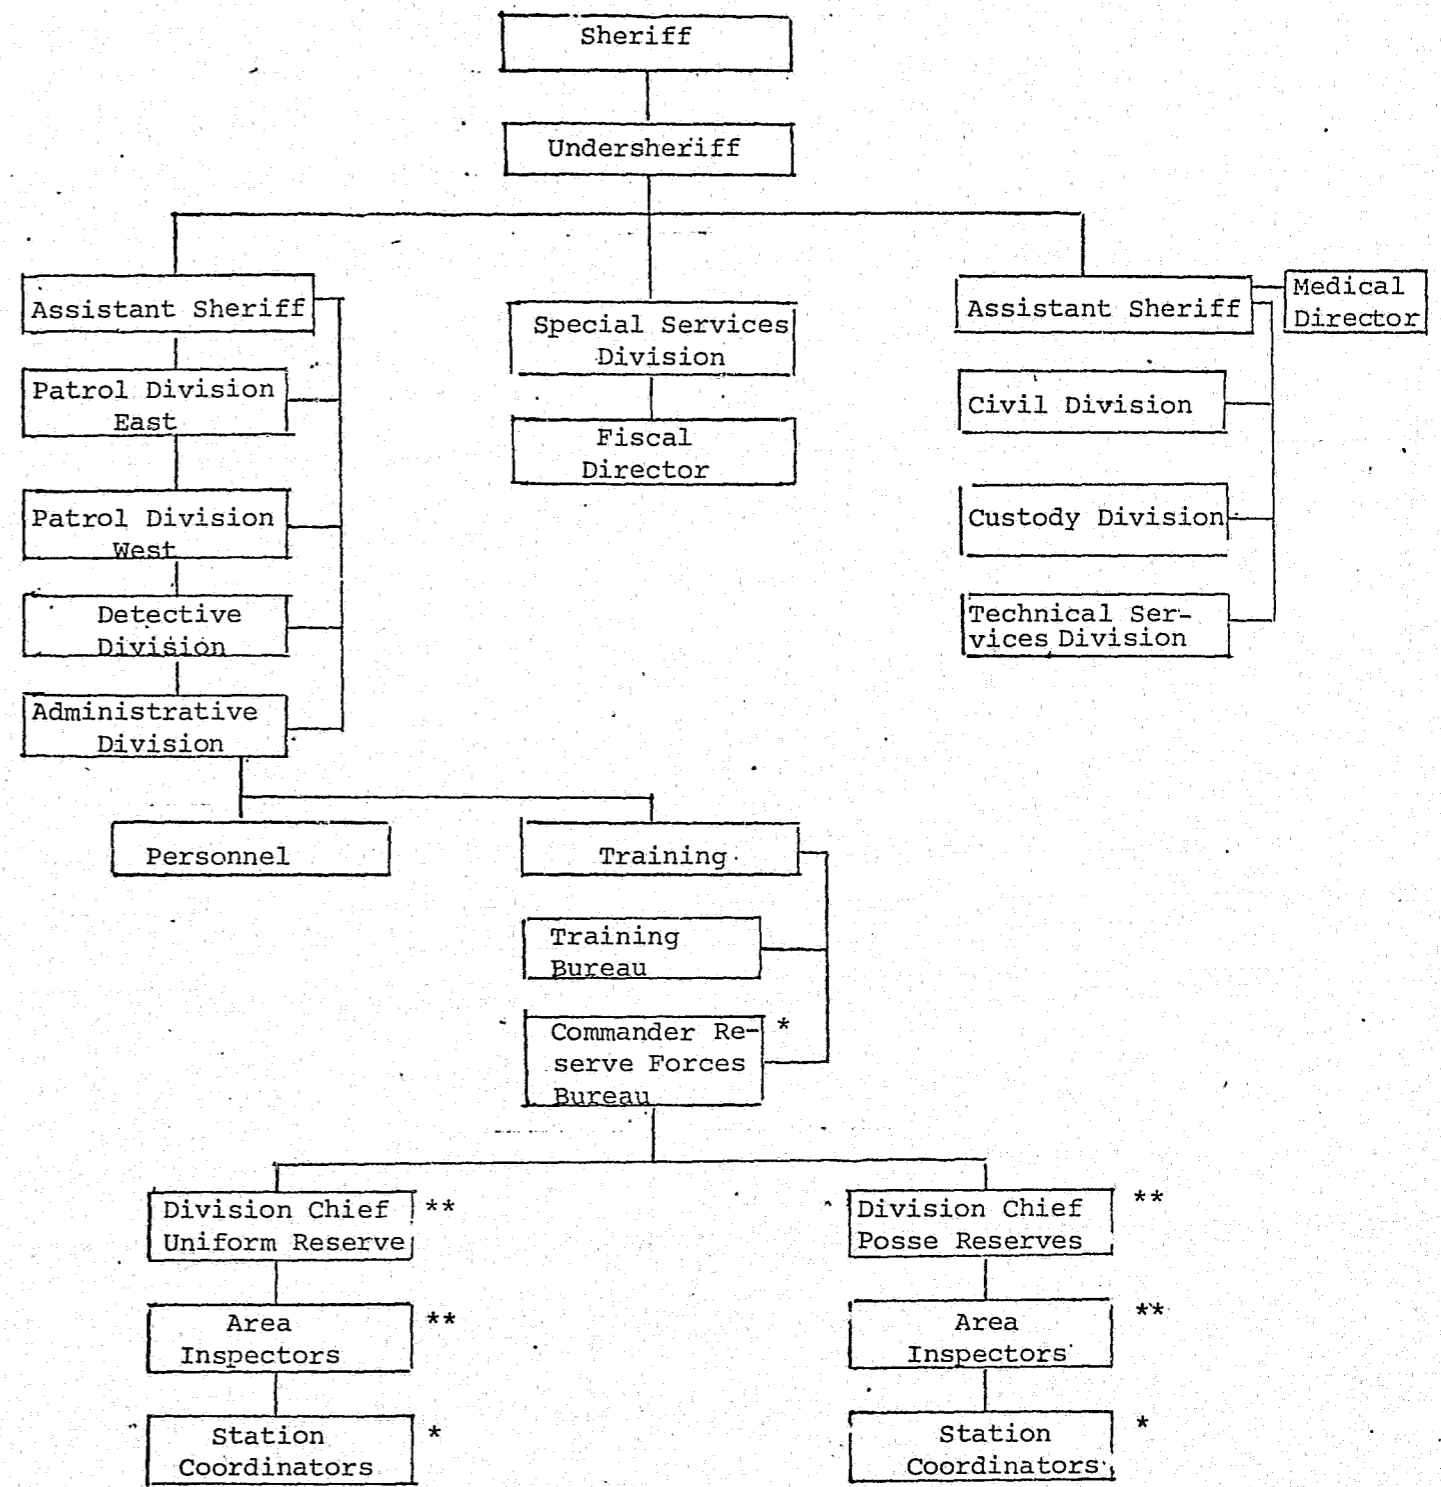 Sheriff
Undersheriff
Assistant Sheriff
Patrol Division
East
Patrol Division
West
Detective
Division
Administrative
Division
Special Services
Division
Fiscal
Director
Assistant Sheriff
Medical
Director
Civil Division
Custody Division
Technical Ser-
vices Division
Personnel
Training
Training
Bureau
Commander Re- *
serve Forces
Bureau
Division Chief **
Uniform Reserve
Area **
Inspectors
Station *
Coordinators
Division Chief **
Posse Reserves
Area **
Inspectors
Station *
Coordinators